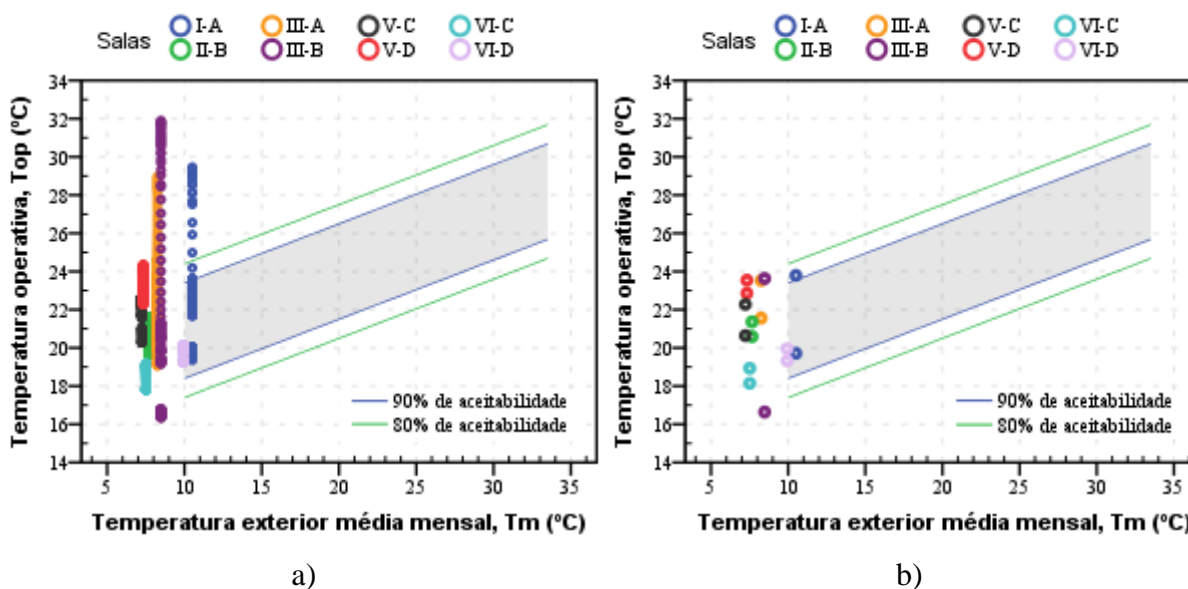 Salas
I-A III-A V-C VI-C
II-B III-B V-D VI-D
Temperatura operativa, Top (ºC)
34
32
30
28
26
24
22
20
18
16
14
90% de aceitabilidade
80% de aceitabilidade
5 10 15 20 25 30 35
Temperatura exterior média mensal, Tm (ºC)
a)
Salas
I-A III-A V-C VI-C
II-B III-B V-D VI-D
Temperatura operativa, Top (ºC)
34
32
30
28
26
24
22
20
18
16
14
90% de aceitabilidade
80% de aceitabilidade
5 10 15 20 25 30 35
Temperatura exterior média mensal, Tm (ºC)
b)